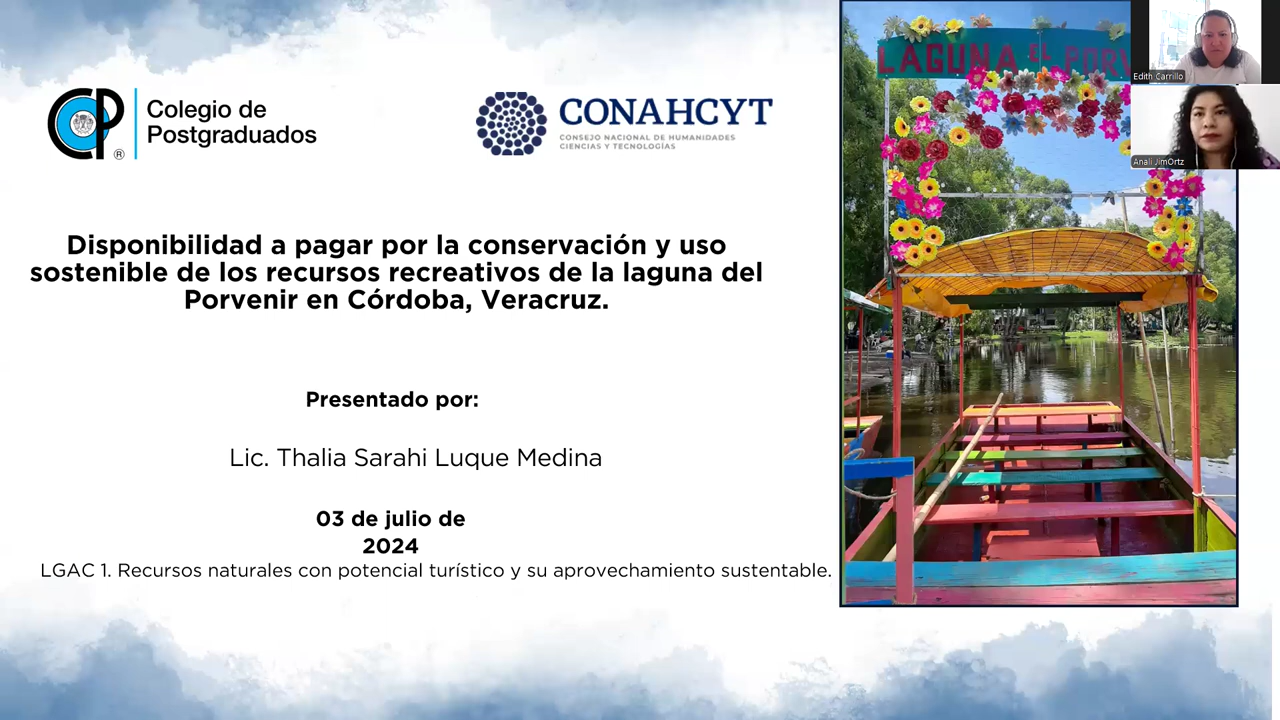 Colegio de
Postgraduados
®
CONAHCYT
CONSEJO NACIONAL DE HUMANIDADES
CIENCIAS Y TECNOLOGÍAS
Disponibilidad a pagar por la conservación y uso
sostenible de los recursos recreativos de la laguna del
Porvenir en Córdoba, Veracruz.
Presentado por:
Lic. Thalia Sarahi Luque Medina
03 de julio de
2024
LGAC 1. Recursos naturales con potencial turístico y su aprovechamiento sustentable.
LAGUNA EL
Edith Carrillo
Anali JimOrtz